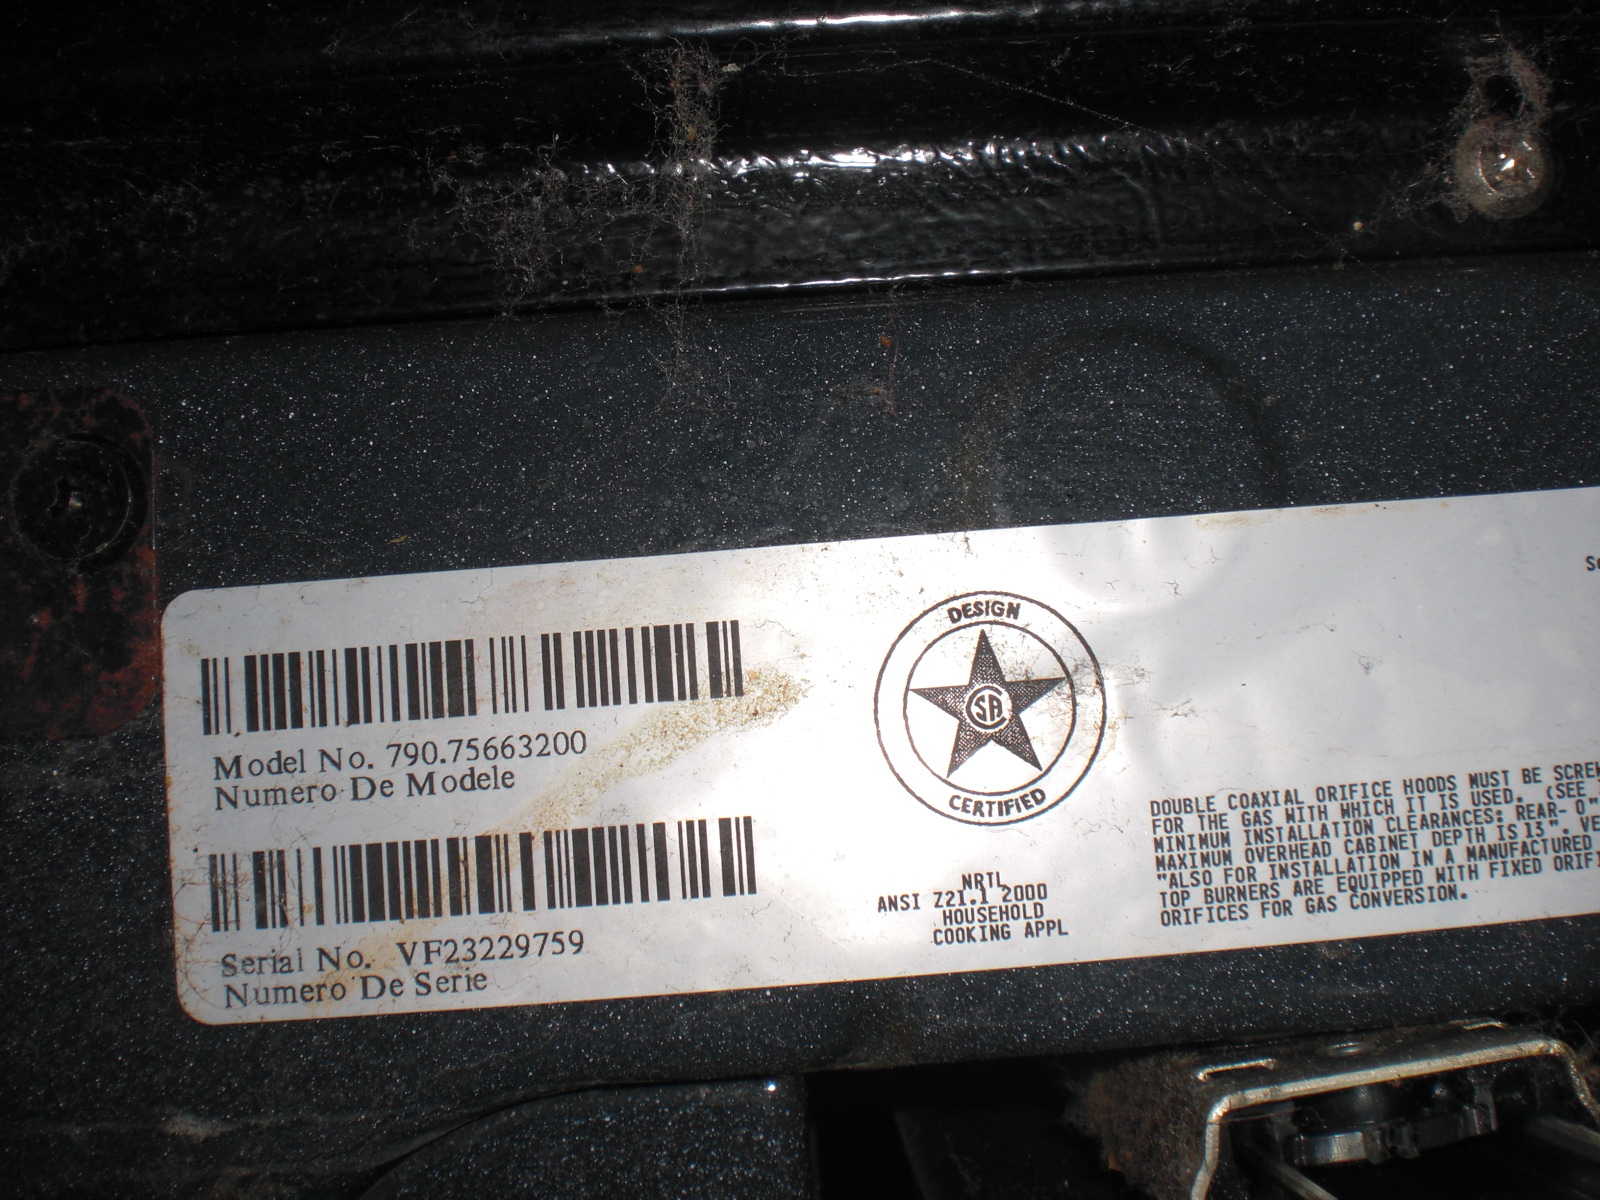 Model No. 790.75663200
Numero De Modele
Serial No. VF23229759
Numero De Serie
DESIGN
CSA
CERTIFIED
NRTL
ANSI Z21.1 2000
HOUSEHOLD
COOKING APPL
DOUBLE COAXIAL ORIFICE HOODS MUST BE
FOR THE GAS WITH WHICH IT IS USED. (SEE
MINIMUM INSTALLATION CLEARANCES: REAR- 0"
MAXIMUM OVERHEAD CABINET DEPTH IS 13".
"ALSO FOR INSTALLATION IN A MANUFACTURED
TOP BURNERS ARE EQUIPPED WITH FIXED
ORIFICES FOR GAS CONVERSION.